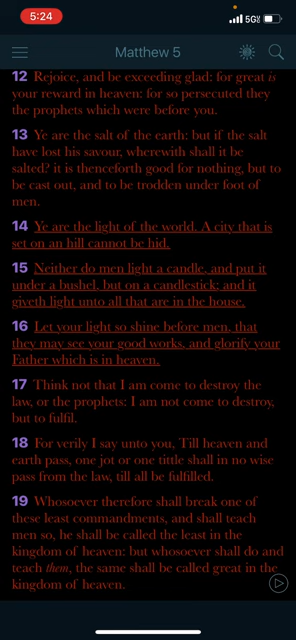 5:24
5G
Matthew 5
12 Rejoice, and be exceeding glad: for great is
your reward in heaven: for so persecuted they
the prophets which were before you.
13 Ye are the salt of the earth: but if the salt
have lost his savour, wherewith shall it be
salted? it is thenceforth good for nothing, but to
be cast out, and to be trodden under foot of
men.
14 Ye are the light of the world. A city that is
set on an hill cannot be hid.
15 Neither do men light a candle, and put it
under a bushel, but on a candlestick; and it
giveth light unto all that are in the house.
16 Let your light so shine before men, that
they may see your good works, and glorify your
Father which is in heaven.
17 Think not that I am come to destroy the
law, or the prophets: I am not come to destroy,
but to fulfil.
18 For verily I say unto you, Till heaven and
earth pass, one jot or one tittle shall in no wise
pass from the law, till all be fulfilled.
19 Whosoever therefore shall break one of
these least commandments, and shall teach
men so, he shall be called the least in the
kingdom of heaven: but whosoever shall do and
teach them, the same shall be called great in the
kingdom of heaven.